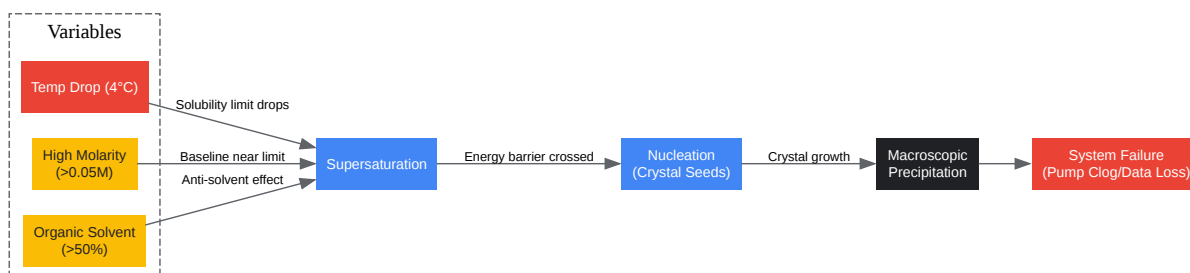 Variables
Temp Drop (4°C)
Solubility limit drops
High Molarity
(>0.05M)
Baseline near limit
Anti-solvent effect
Organic Solvent
(>50%)
Supersaturation
Energy barrier crossed
Nucleation
(Crystal Seeds)
Crystal growth
Macroscopic
Precipitation
System Failure
(Pump Clog/Data Loss)